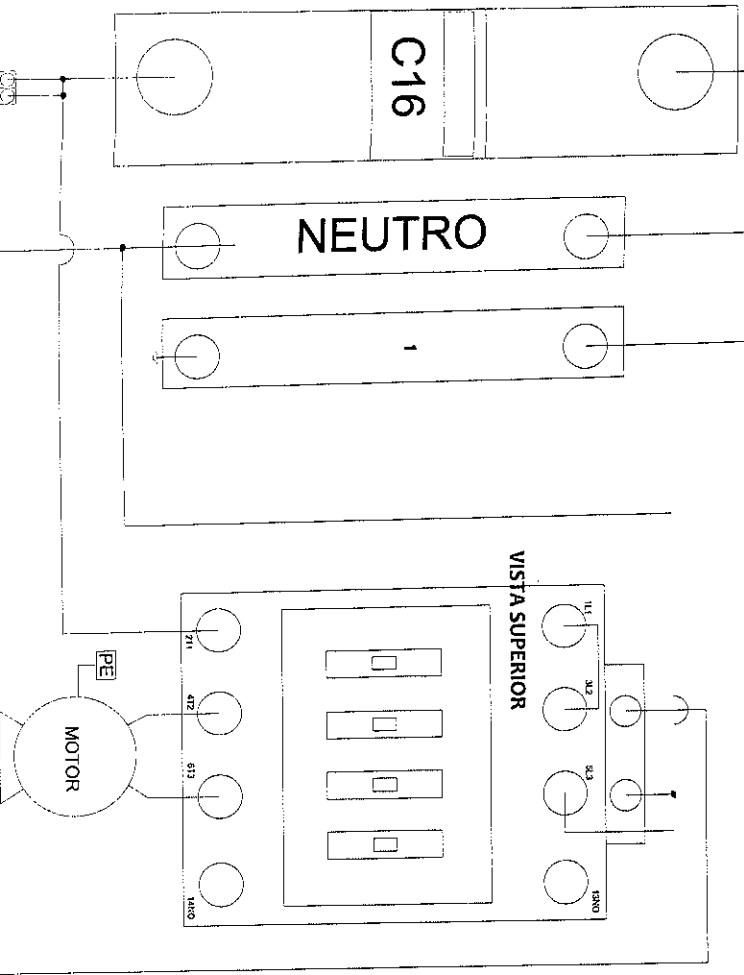 C16
NEUTRO
1
VISTA SUPERIOR
1L1
3L2
5L3
13NO
2T1
4T2
6T3
14NO
PE
MOTOR